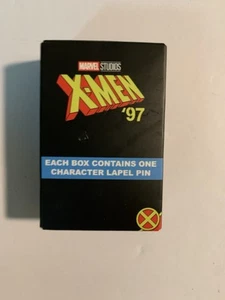 MARVEL STUDIOS
X-MEN
'97
EACH BOX CONTAINS ONE
CHARACTER LAPEL PIN